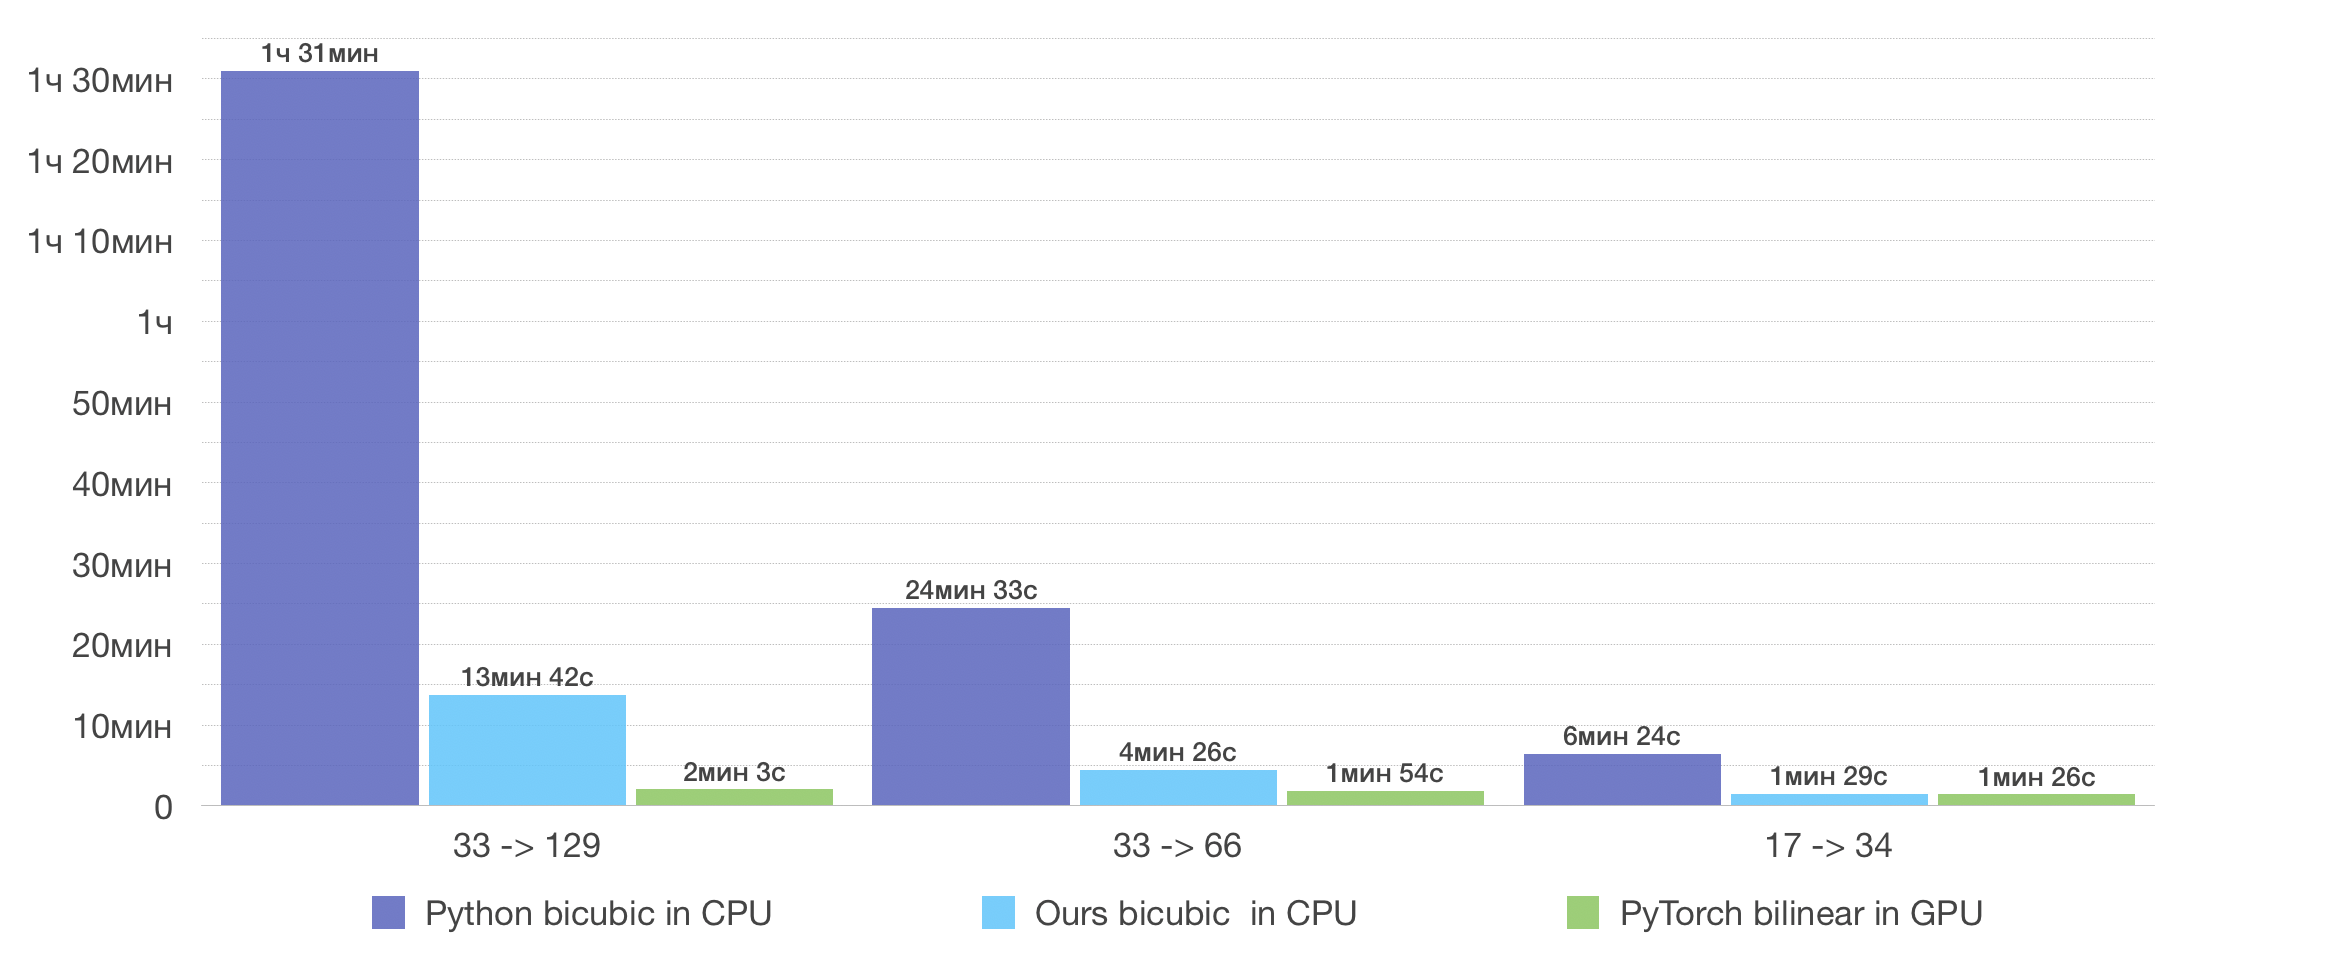 1ч 30мин
1ч 20мин
1ч 10мин
1ч
50мин
40мин
30мин
20мин
10мин
0
1ч 31мин
13мин 42с
2мин 3с
24мин 33с
4мин 26с
1мин 54с
6мин 24с
1мин 29с
1мин 26с
33 -> 129
33 -> 66
17 -> 34
Python bicubic in CPU
Ours bicubic  in CPU
PyTorch bilinear in GPU